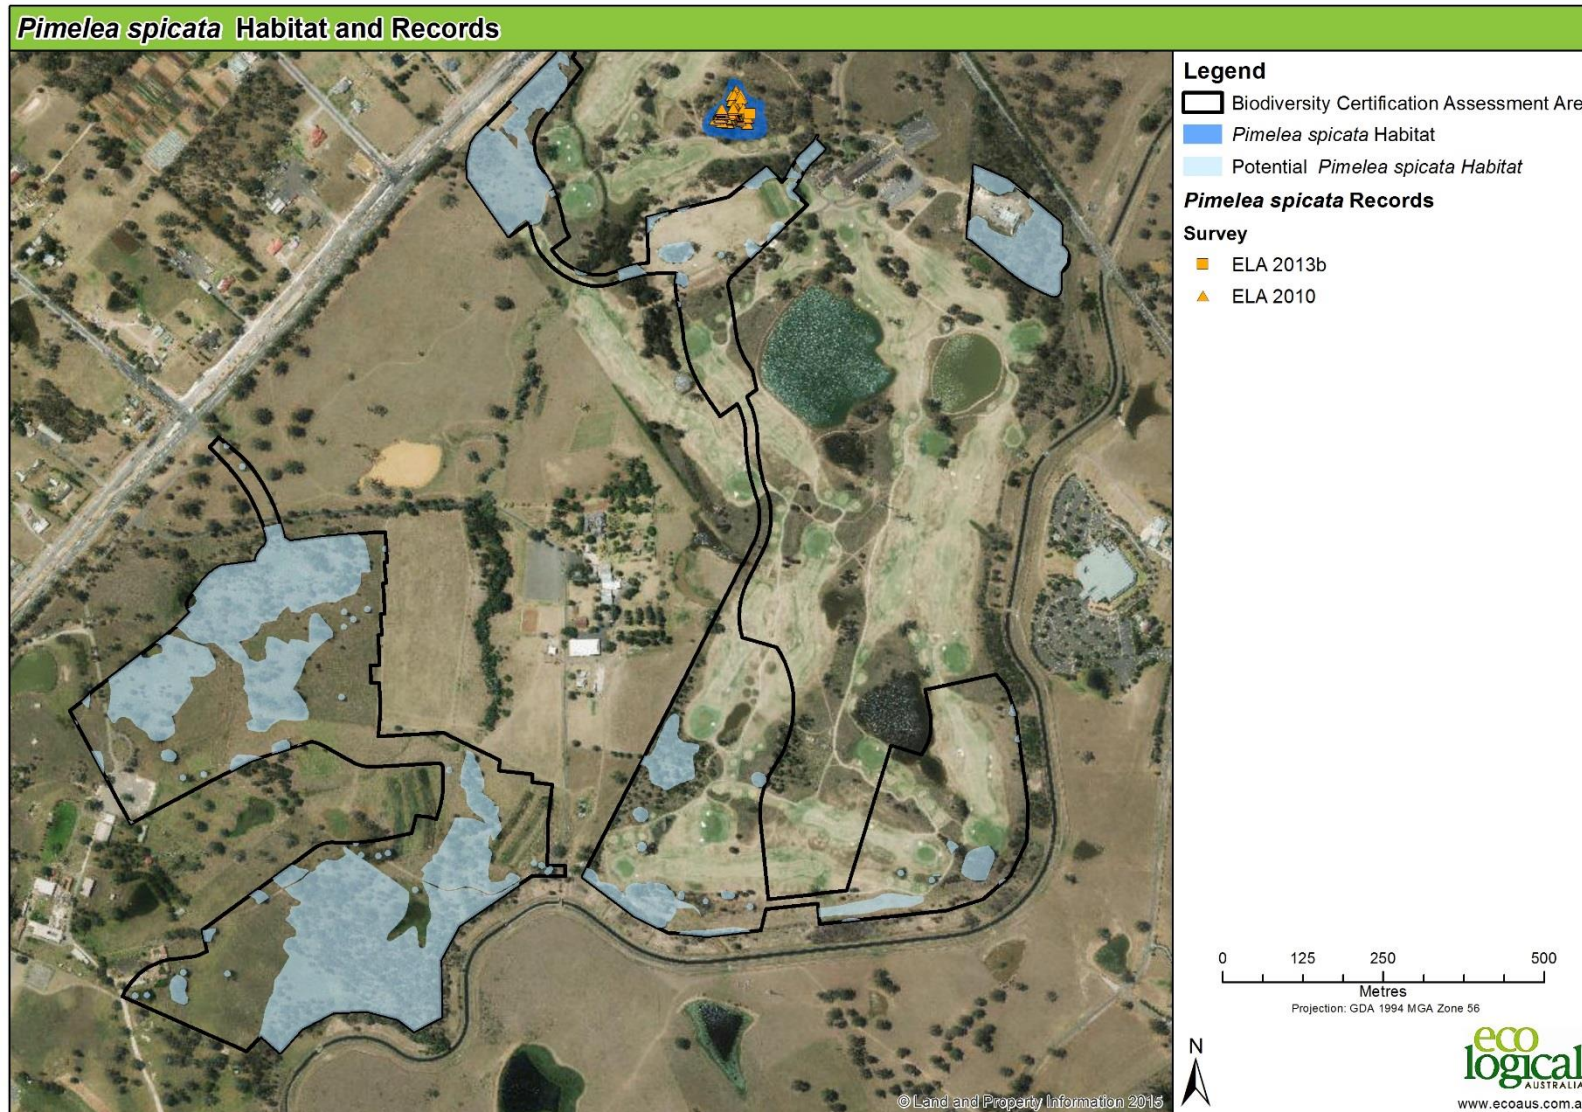 Pimelea spicata Habitat and Records
Legend
Biodiversity Certification Assessment Are
Pimelea spicata Habitat
Potential Pimelea spicata Habitat
Pimelea spicata Records
Survey
ELA 2013b
ELA 2010
0 125 250 500
Metres
Projection: GDA 1994 MGA Zone 56
N
eco
logical
AUSTRALIA
www.ecoaus.com.a
© Land and Property Information 2015